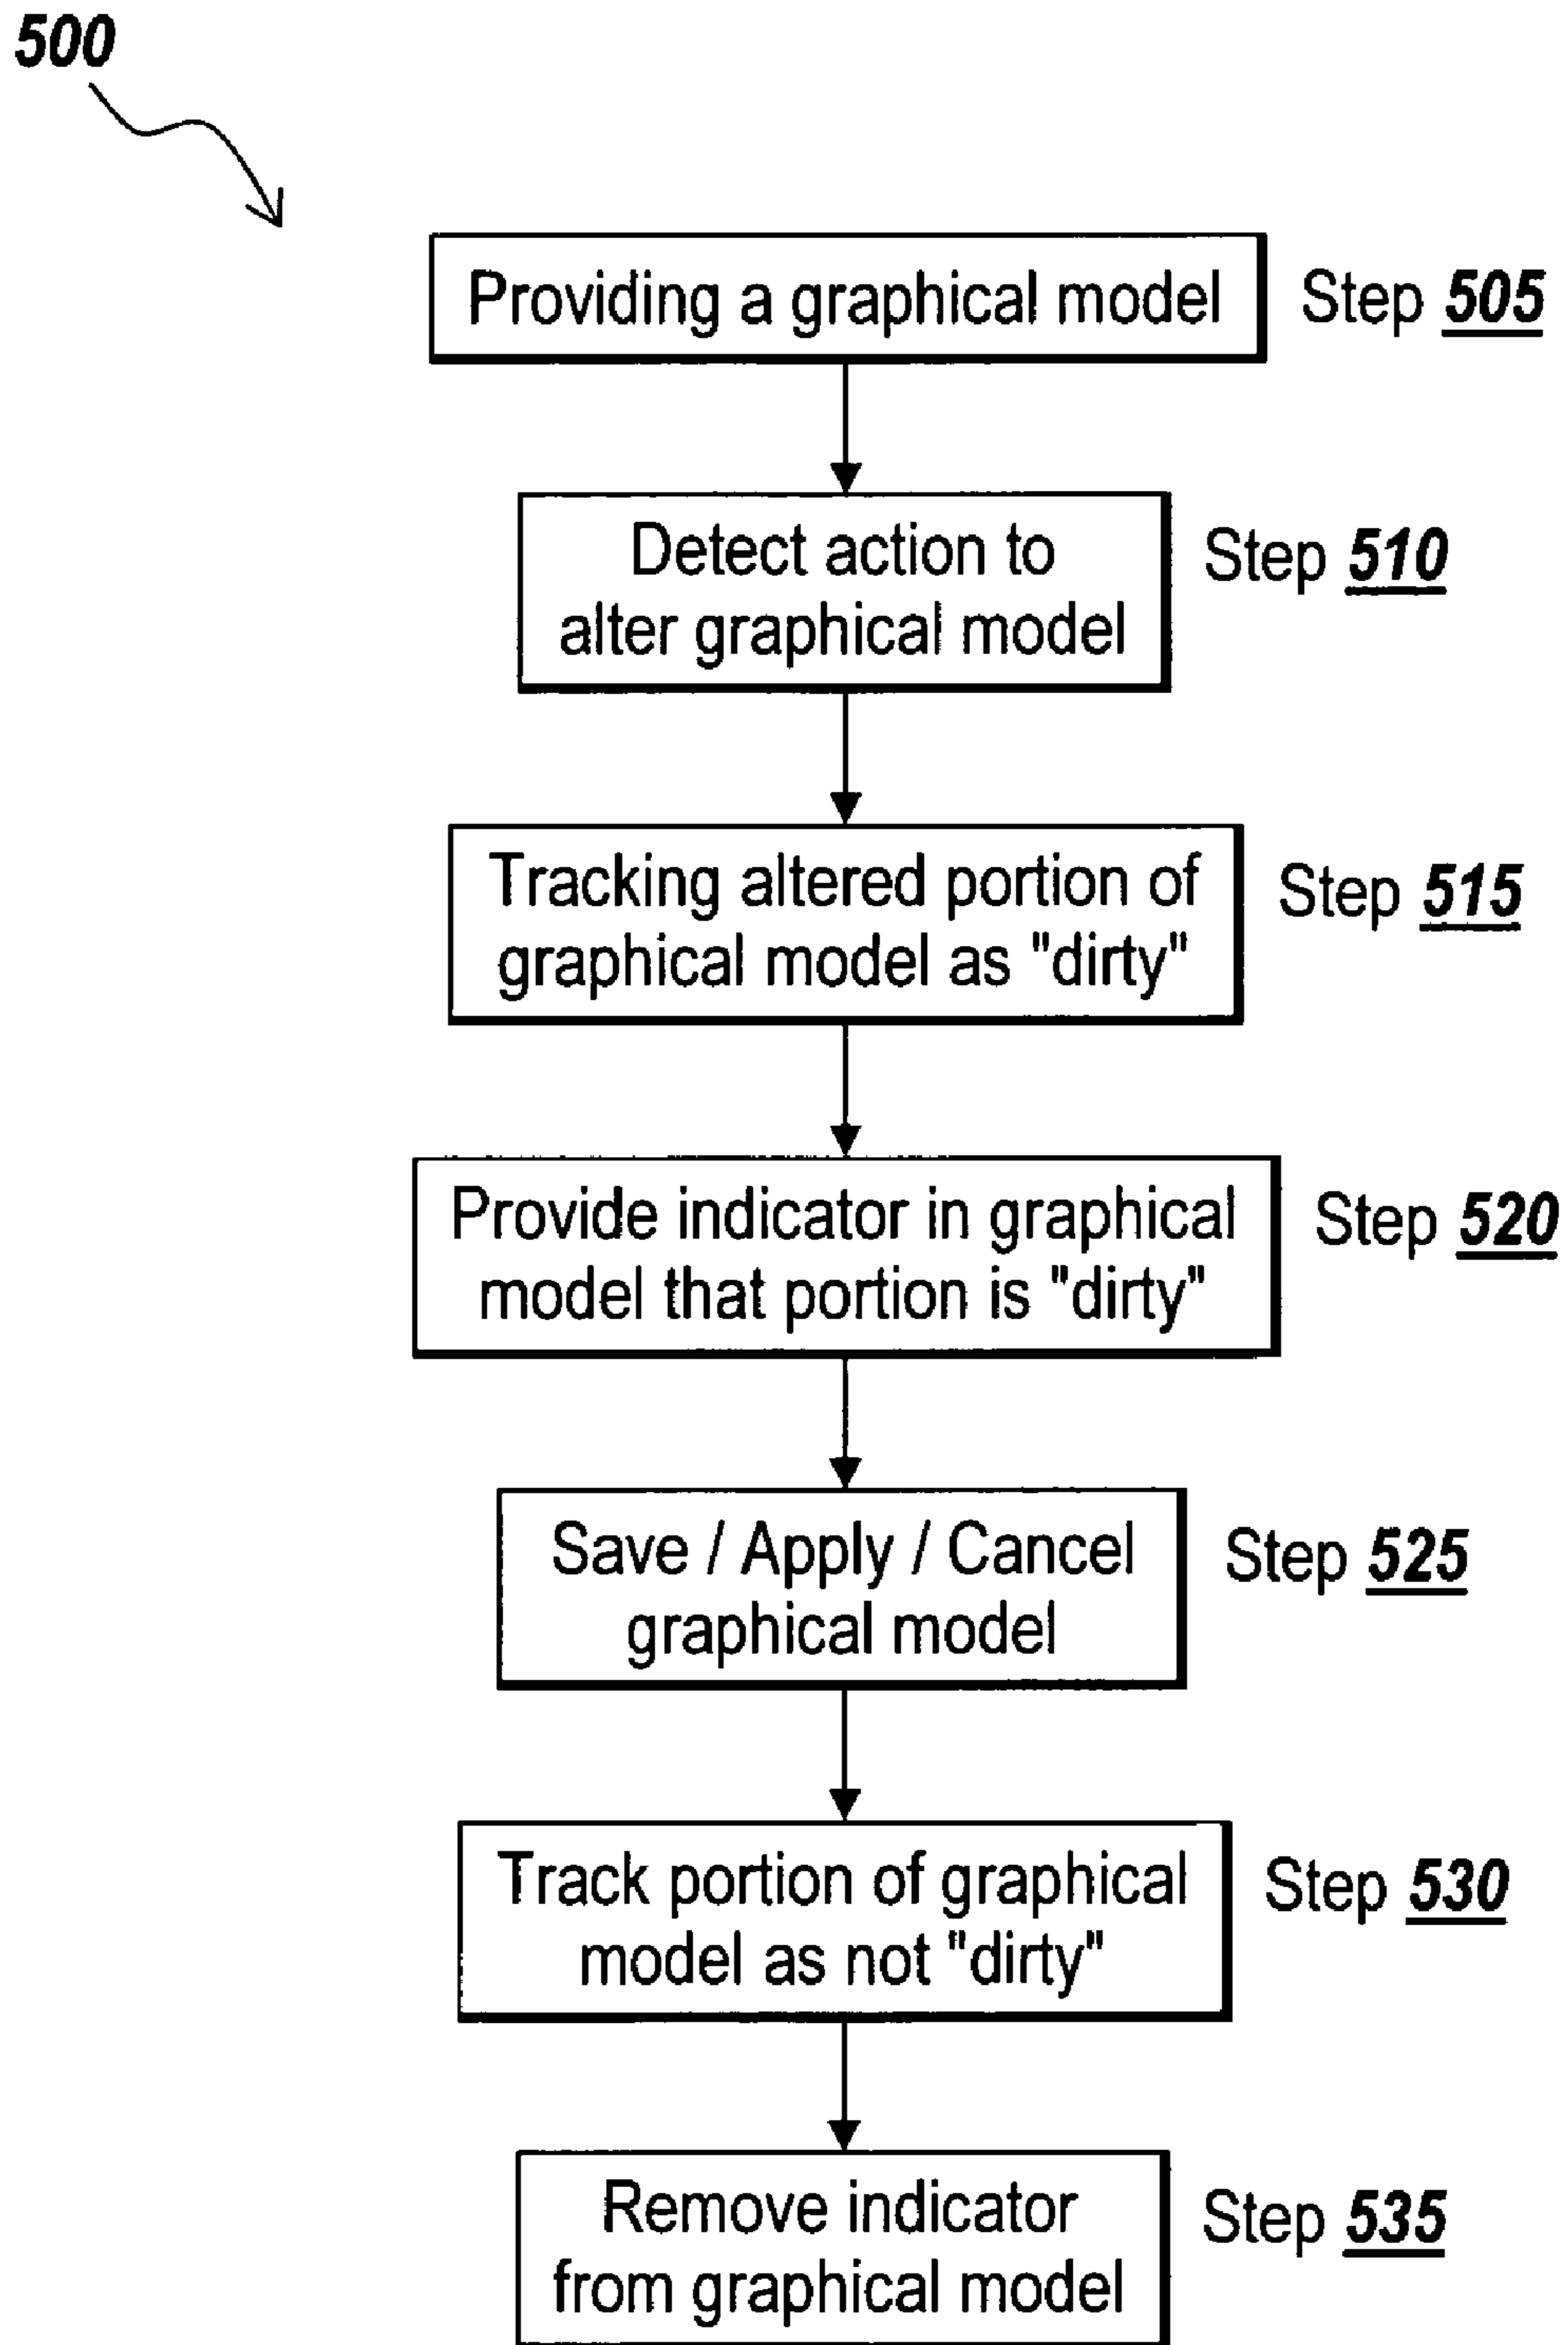 500
Providing a graphical model
Step 505
Detect action to
alter graphical model
Step 510
Tracking altered portion of
graphical model as "dirty"
Step 515
Provide indicator in graphical
model that portion is "dirty"
Step 520
Save / Apply / Cancel
graphical model
Step 525
Track portion of graphical
model as not "dirty"
Step 530
Remove indicator
from graphical model
Step 535